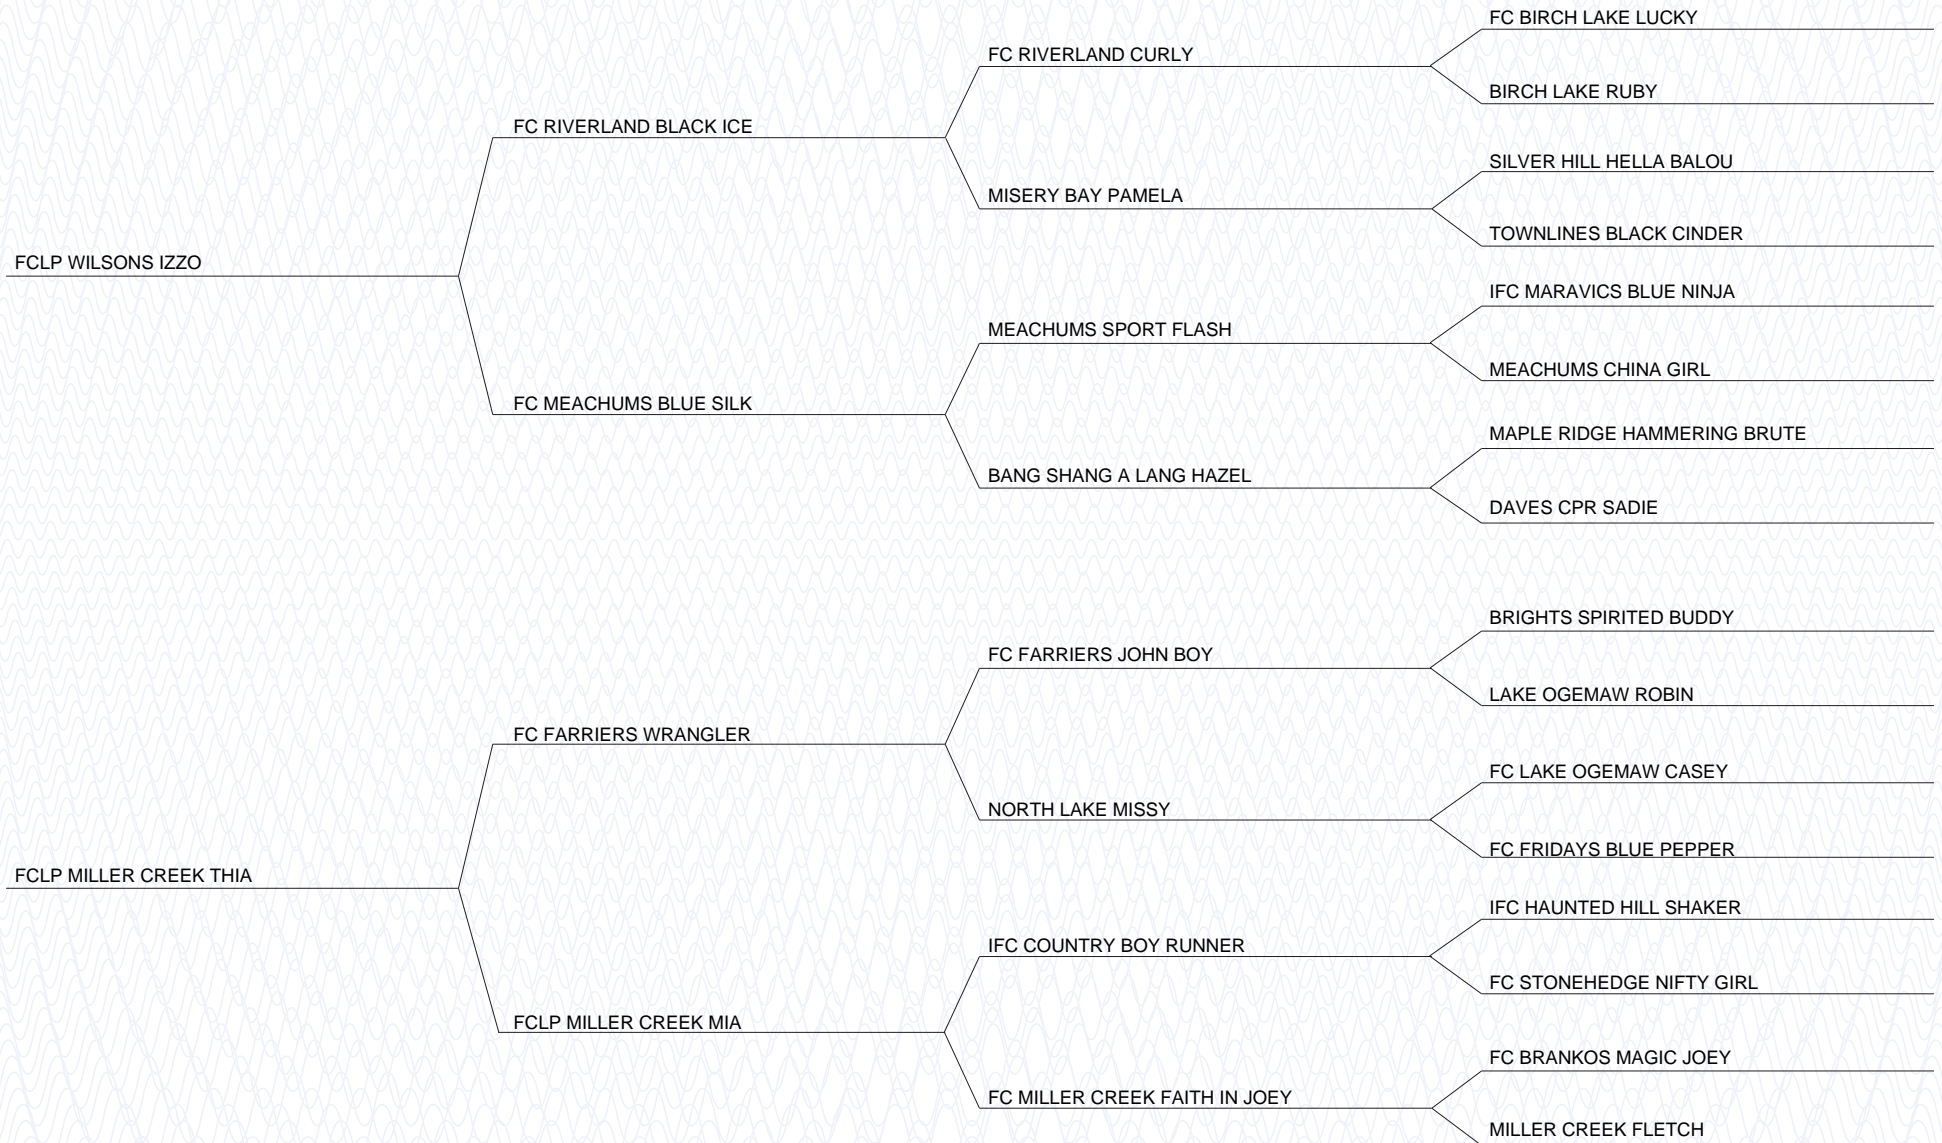 FC BIRCH LAKE LUCKY
FC RIVERLAND CURLY
BIRCH LAKE RUBY
FC RIVERLAND BLACK ICE
SILVER HILL HELLA BALOU
MISERY BAY PAMELA
TOWNLINES BLACK CINDER
FCLP WILSONS IZZO
IFC MARAVICS BLUE NINJA
MEACHUMS SPORT FLASH
MEACHUMS CHINA GIRL
FC MEACHUMS BLUE SILK
MAPLE RIDGE HAMMERING BRUTE
BANG SHANG A LANG HAZEL
DAVES CPR SADIE
BRIGHTS SPIRITED BUDDY
FC FARRIERS JOHN BOY
LAKE OGEMAW ROBIN
FC FARRIERS WRANGLER
FC LAKE OGEMAW CASEY
NORTH LAKE MISSY
FC FRIDAYS BLUE PEPPER
FCLP MILLER CREEK THIA
IFC HAUNTED HILL SHAKER
IFC COUNTRY BOY RUNNER
FC STONEHEDGE NIFTY GIRL
FCLP MILLER CREEK MIA
FC BRANKOS MAGIC JOEY
FC MILLER CREEK FAITH IN JOEY
MILLER CREEK FLETCH